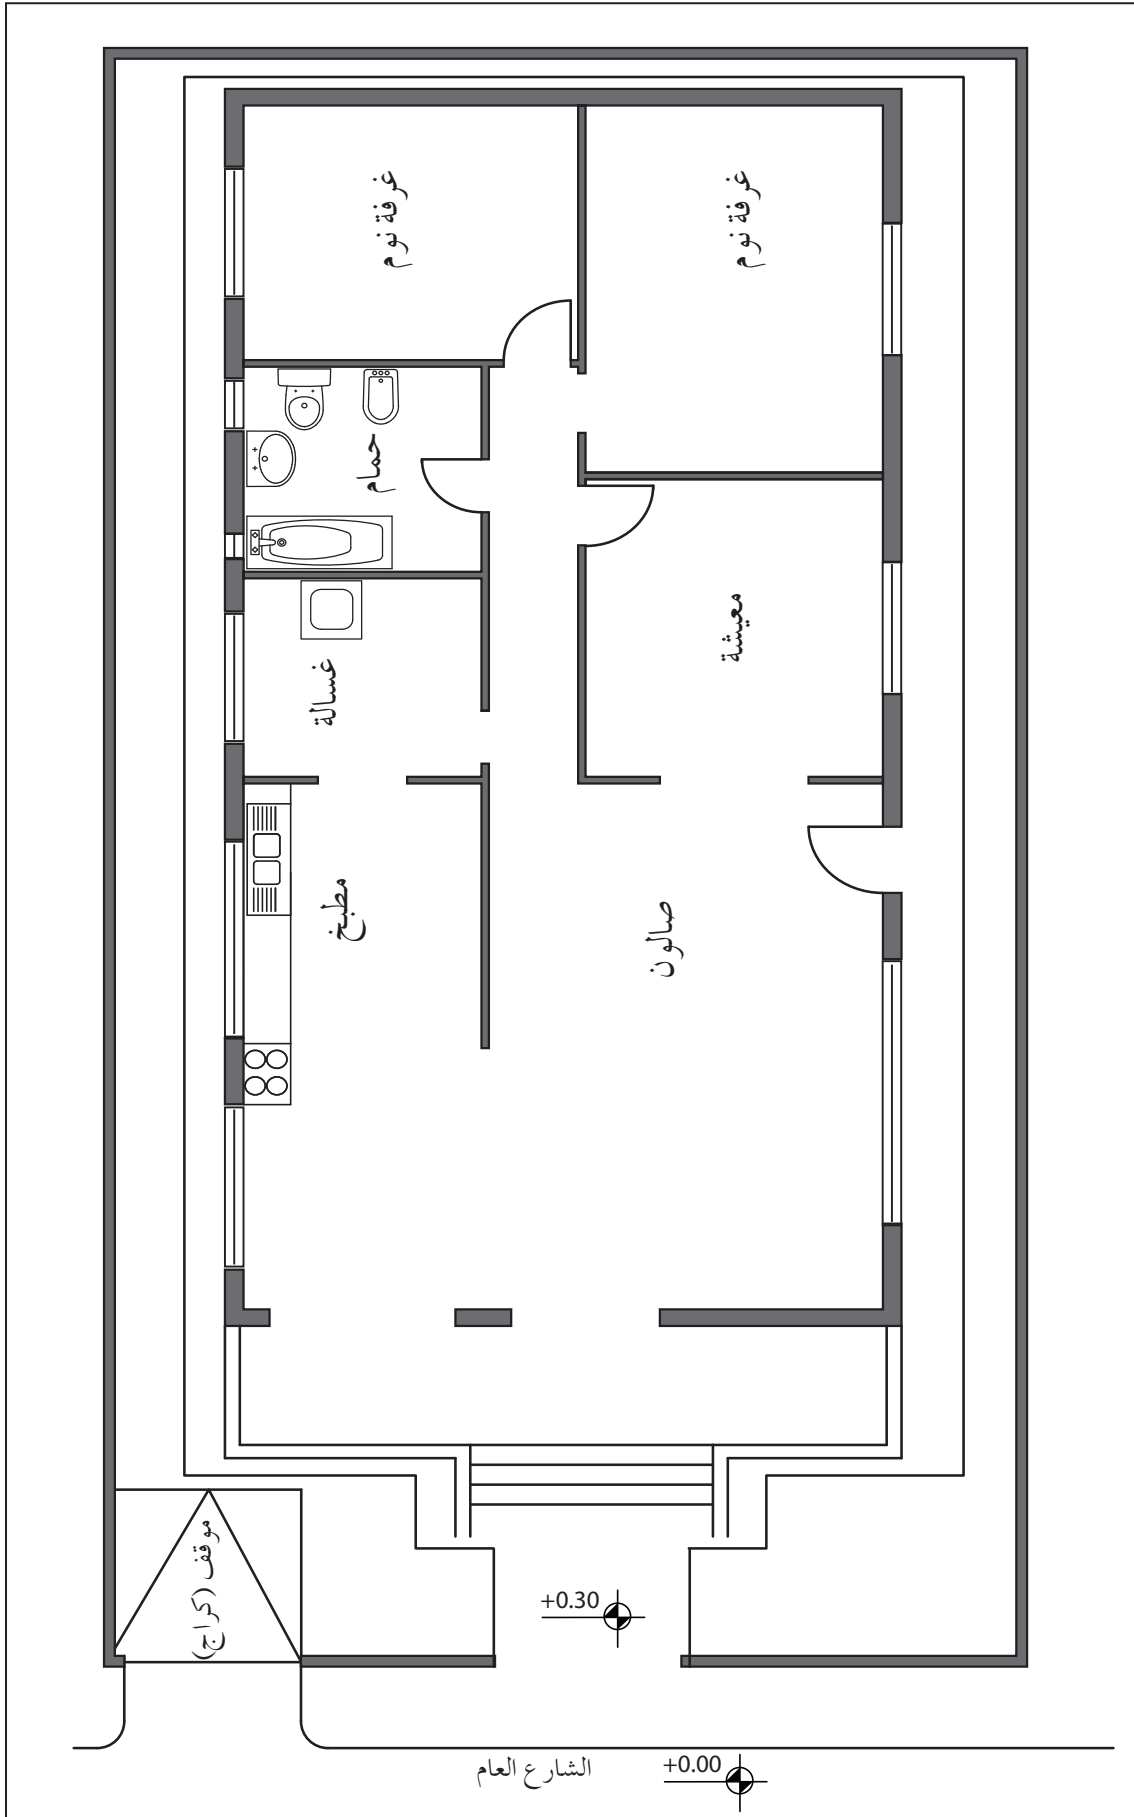 غرفة نوم
غرفة نوم
حمام
معيشة
غسالة
مطبخ
صالون
موقف (كراج)
+0.30
الشارع العام
+0.00